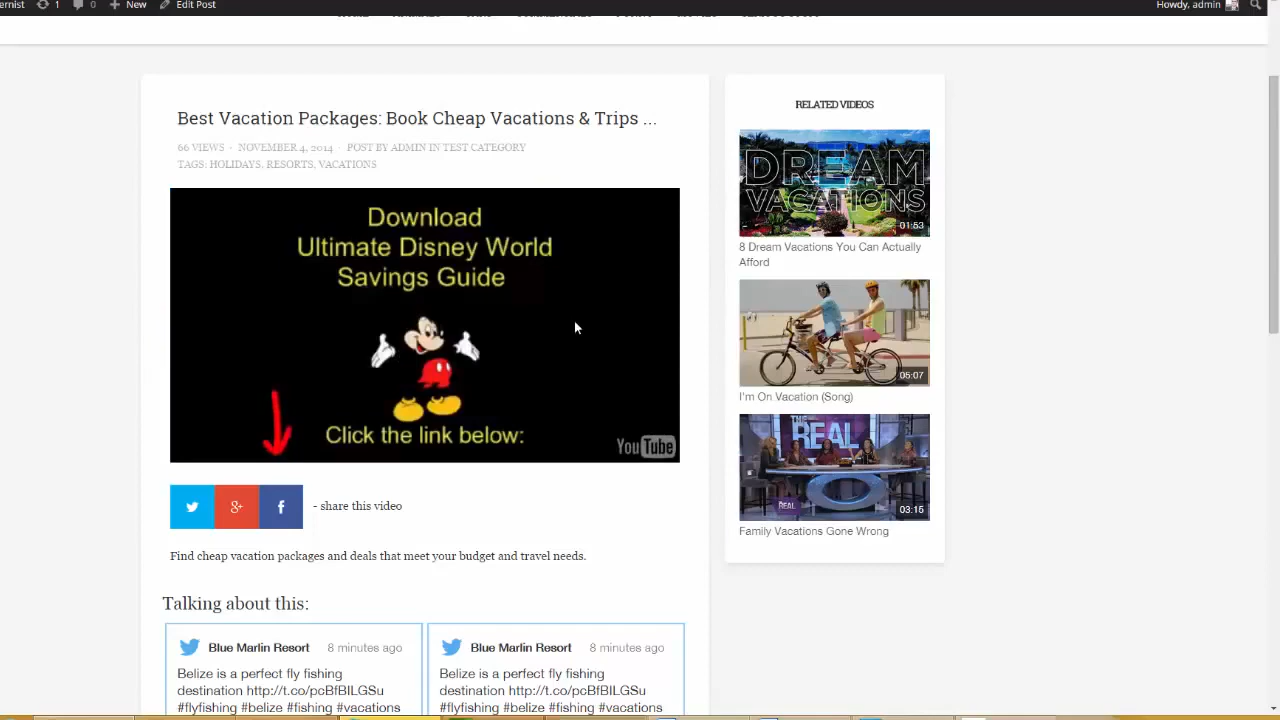 ernist 1 0 New Edit Post Howdy, admin
Best Vacation Packages: Book Cheap Vacations & Trips ...
66 VIEWS - NOVEMBER 4, 2014 - POST BY ADMIN IN TEST CATEGORY
TAGS: HOLIDAYS, RESORTS, VACATIONS
Download
Ultimate Disney World
Savings Guide
Click the link below:
YouTube
- share this video
Find cheap vacation packages and deals that meet your budget and travel needs.
Talking about this:
Blue Marlin Resort 8 minutes ago
Belize is a perfect fly fishing
destination http://t.co/pcBfBILGSu
#flyfishing #belize #fishing #vacations
Blue Marlin Resort 8 minutes ago
Belize is a perfect fly fishing
destination http://t.co/pcBfBILGSu
#flyfishing #belize #fishing #vacations
RELATED VIDEOS
DREAM
VACATIONS
01:53
8 Dream Vacations You Can Actually
Afford
05:07
I'm On Vacation (Song)
THE
REAL
THE
REAL
03:15
Family Vacations Gone Wrong